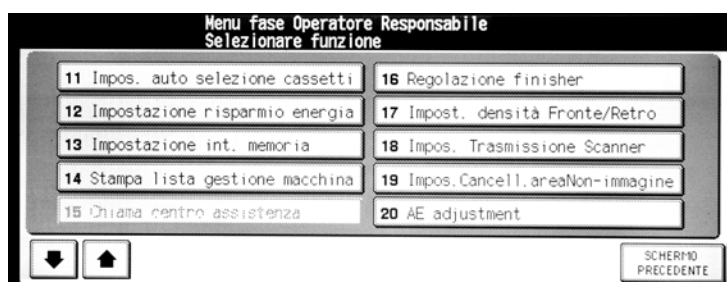 Menu fase Operatore Responsabile
Selezionare funzione
11 Impos. auto selezione cassetti
12 Impostazione risparmio energia
13 Impostazione int. memoria
14 Stampa lista gestione macchina
15 Chiama centro assistenza
16 Regolazione finisher
17 Impost. densità Fronte/Retro
18 Impos. Trasmissione Scanner
19 Impos.Cancell.areaNon-immagine
20 AE adjustment
SCHERMO
PRECEDENTE